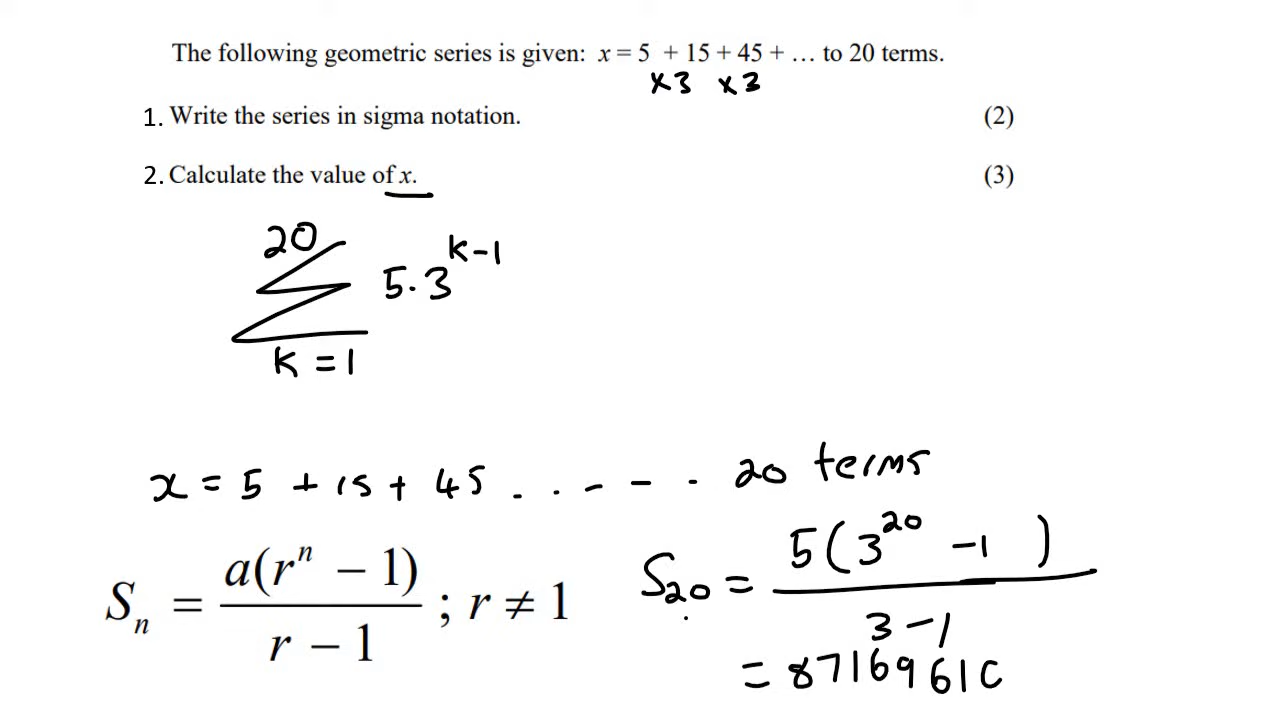 The following geometric series is given: x = 5 + 15 + 45 + … to 20 terms.
×3 ×3
1. Write the series in sigma notation. (2)
2. Calculate the value of x. (3)
20
∑ 5·3^(k-1)
k = 1
x = 5 + 15 + 45 . . - - . 20 terms
S_n = a(r^n − 1) / (r − 1) ; r ≠ 1
S_20 = 5(3^20 - 1) / (3 - 1)
= 8716961C